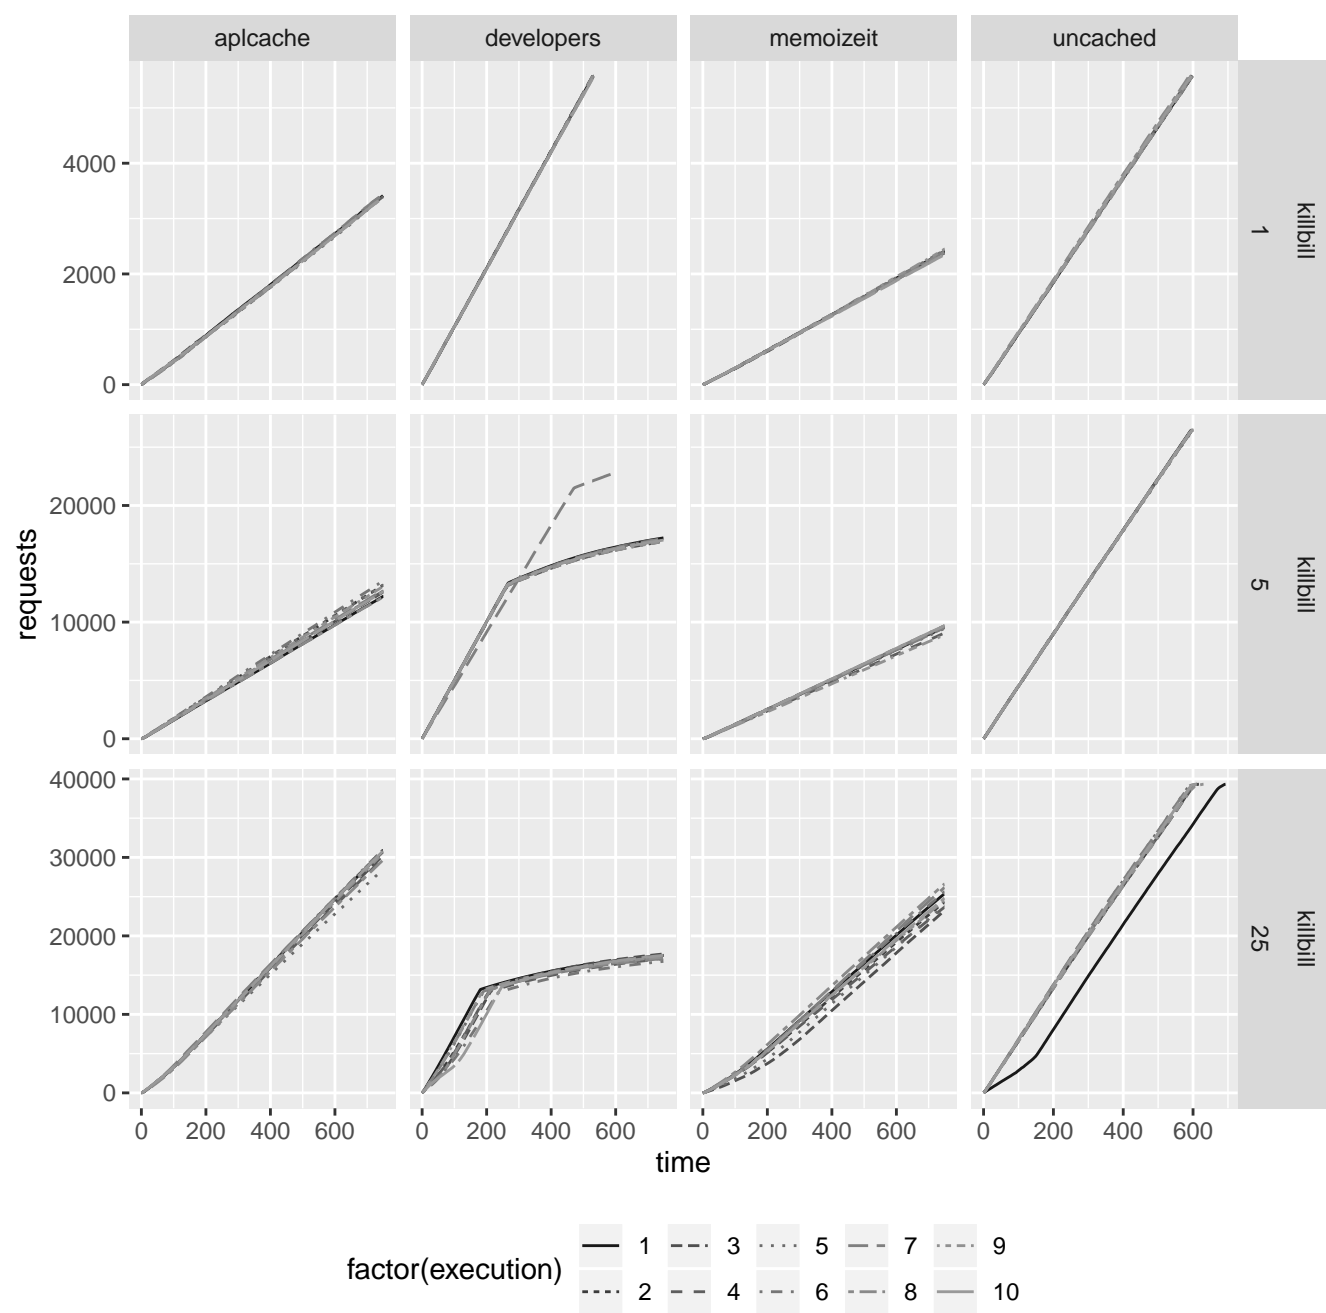 aplcache developers memoizeit uncached
4000
2000
0
killbill
1
20000
10000
0
killbill
5
40000
30000
20000
10000
0
killbill
25
requests
0 200 400 600 0 200 400 600 0 200 400 600 0 200 400 600
time
factor(execution)
1 3 5 7 9
2 4 6 8 10